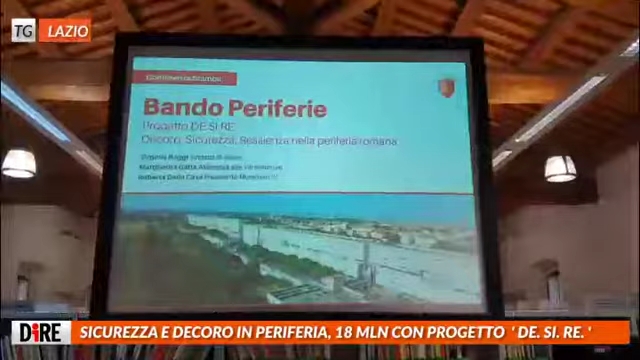 TG LAZIO
Bando Periferie
Progetto DE.SI.RE.
Decoro, Sicurezza, Resilienza nella periferia romana
DiRE
SICUREZZA E DECORO IN PERIFERIA, 18 MLN CON PROGETTO ' DE. SI. RE. '